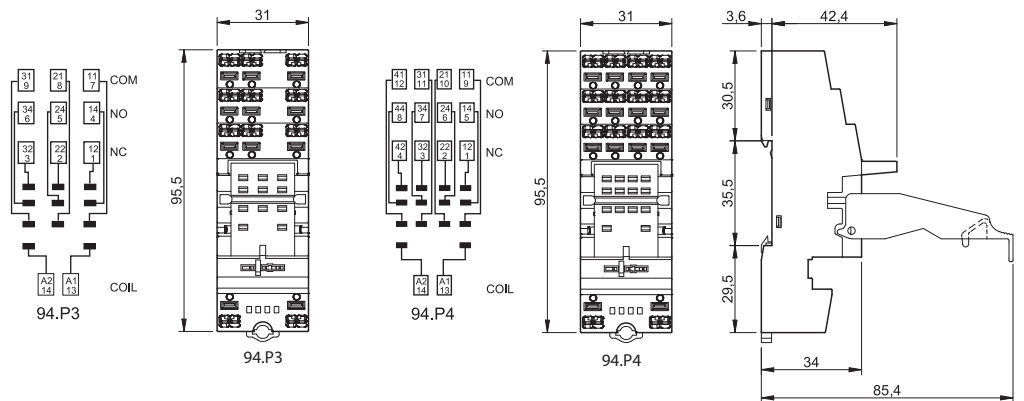 31
31
3,6
42,4
31 21 11
9 8 7
COM
34 24 14
6 5 4
NO
32 22 12
3 2 1
NC
95,5
A2 A1
14 13
COIL
94.P3
94.P3
41 31 21 11
12 11 10 9
COM
44 34 24 14
8 7 6 5
NO
42 32 22 12
4 3 2 1
NC
95,5
A2 A1
14 13
COIL
94.P4
94.P4
30,5
35,5
29,5
34
85,4